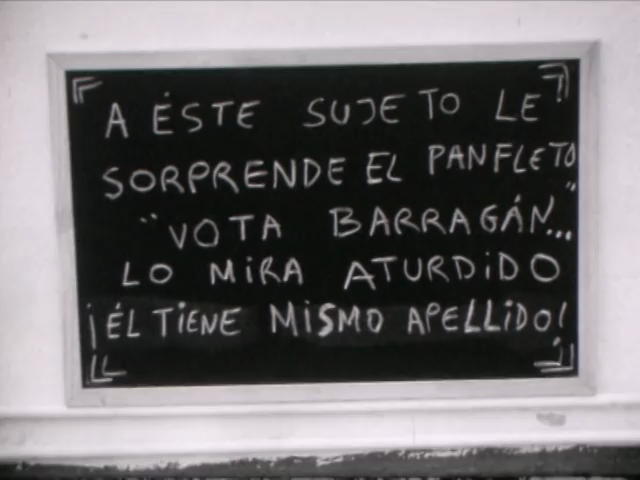 A ÉSTE SUJETO LE
SORPRENDE EL PANFLETO
"VOTA BARRAGÁN..."
LO MIRA ATURDIDO
¡ÉL TIENE MISMO APELLIDO!